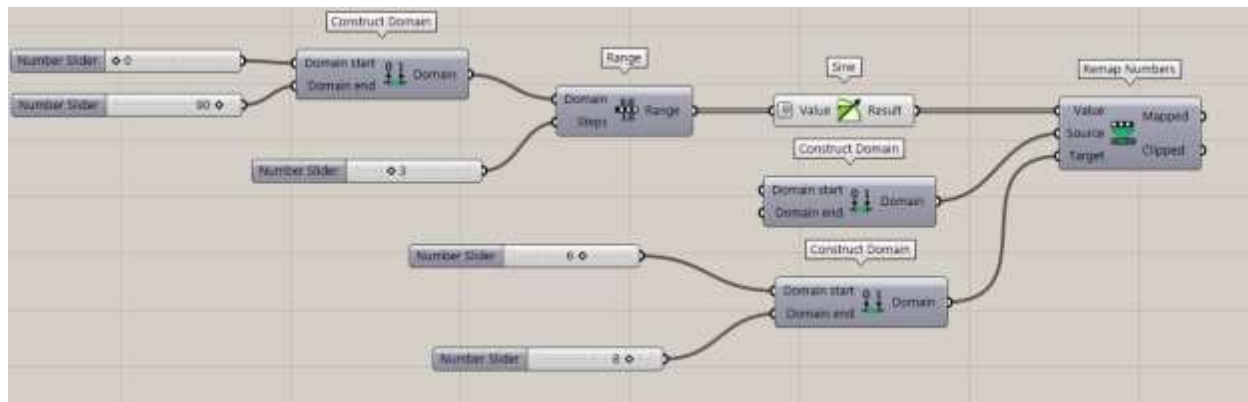 Construct Domain
Number Slider 0
Domain start Domain
Domain end
Number Slider 90
Range
Domain Range
Steps
Number Slider 3
Sine
Value Result
Remap Numbers
Value Mapped
Source
Target Clipped
Construct Domain
Domain start Domain
Domain end
Construct Domain
Number Slider 6
Domain start Domain
Domain end
Number Slider 8